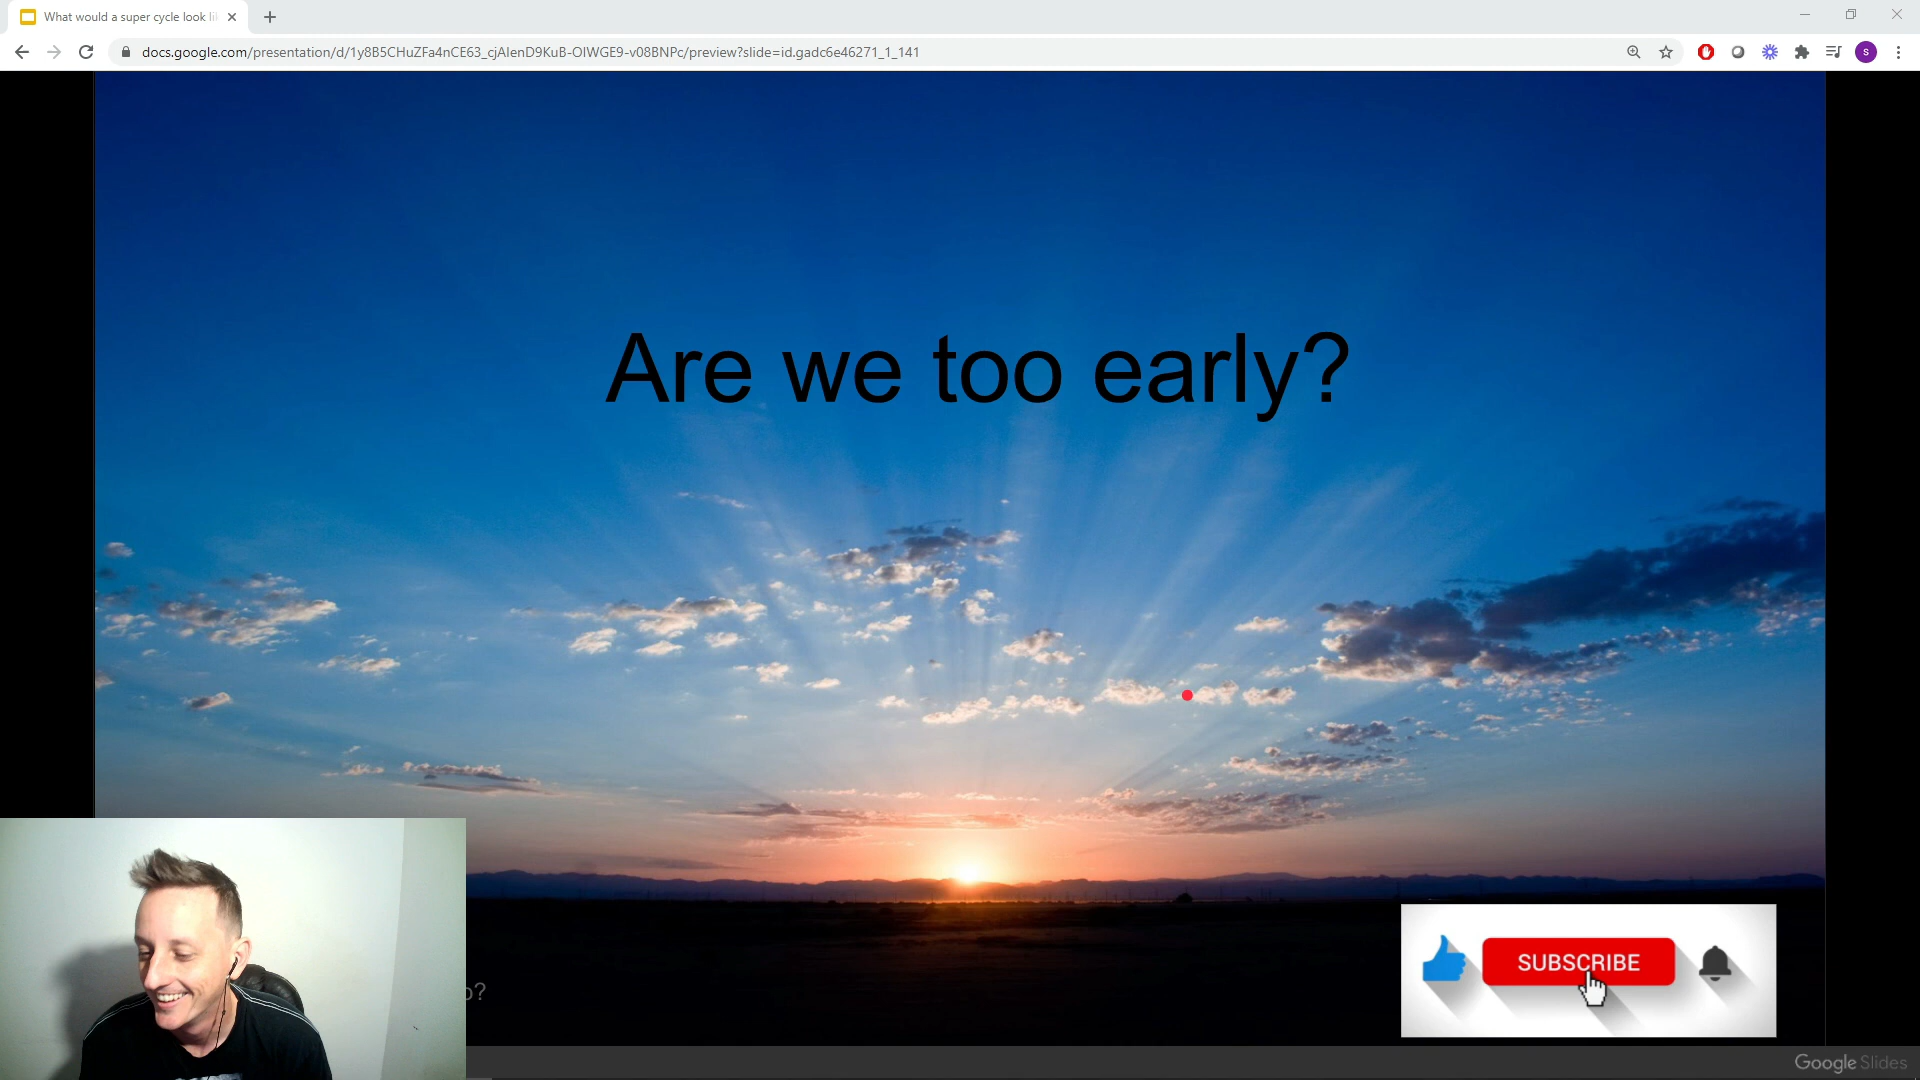 What would a super cycle look li
docs.google.com/presentation/d/1y8B5CHuZFa4nCE63_cjAIenD9KuB-OIWGE9-v08BNPc/preview?slide=id.gadc6e46271_1_141
s
Are we too early?
SUBSCRIBE
?
Google Slides